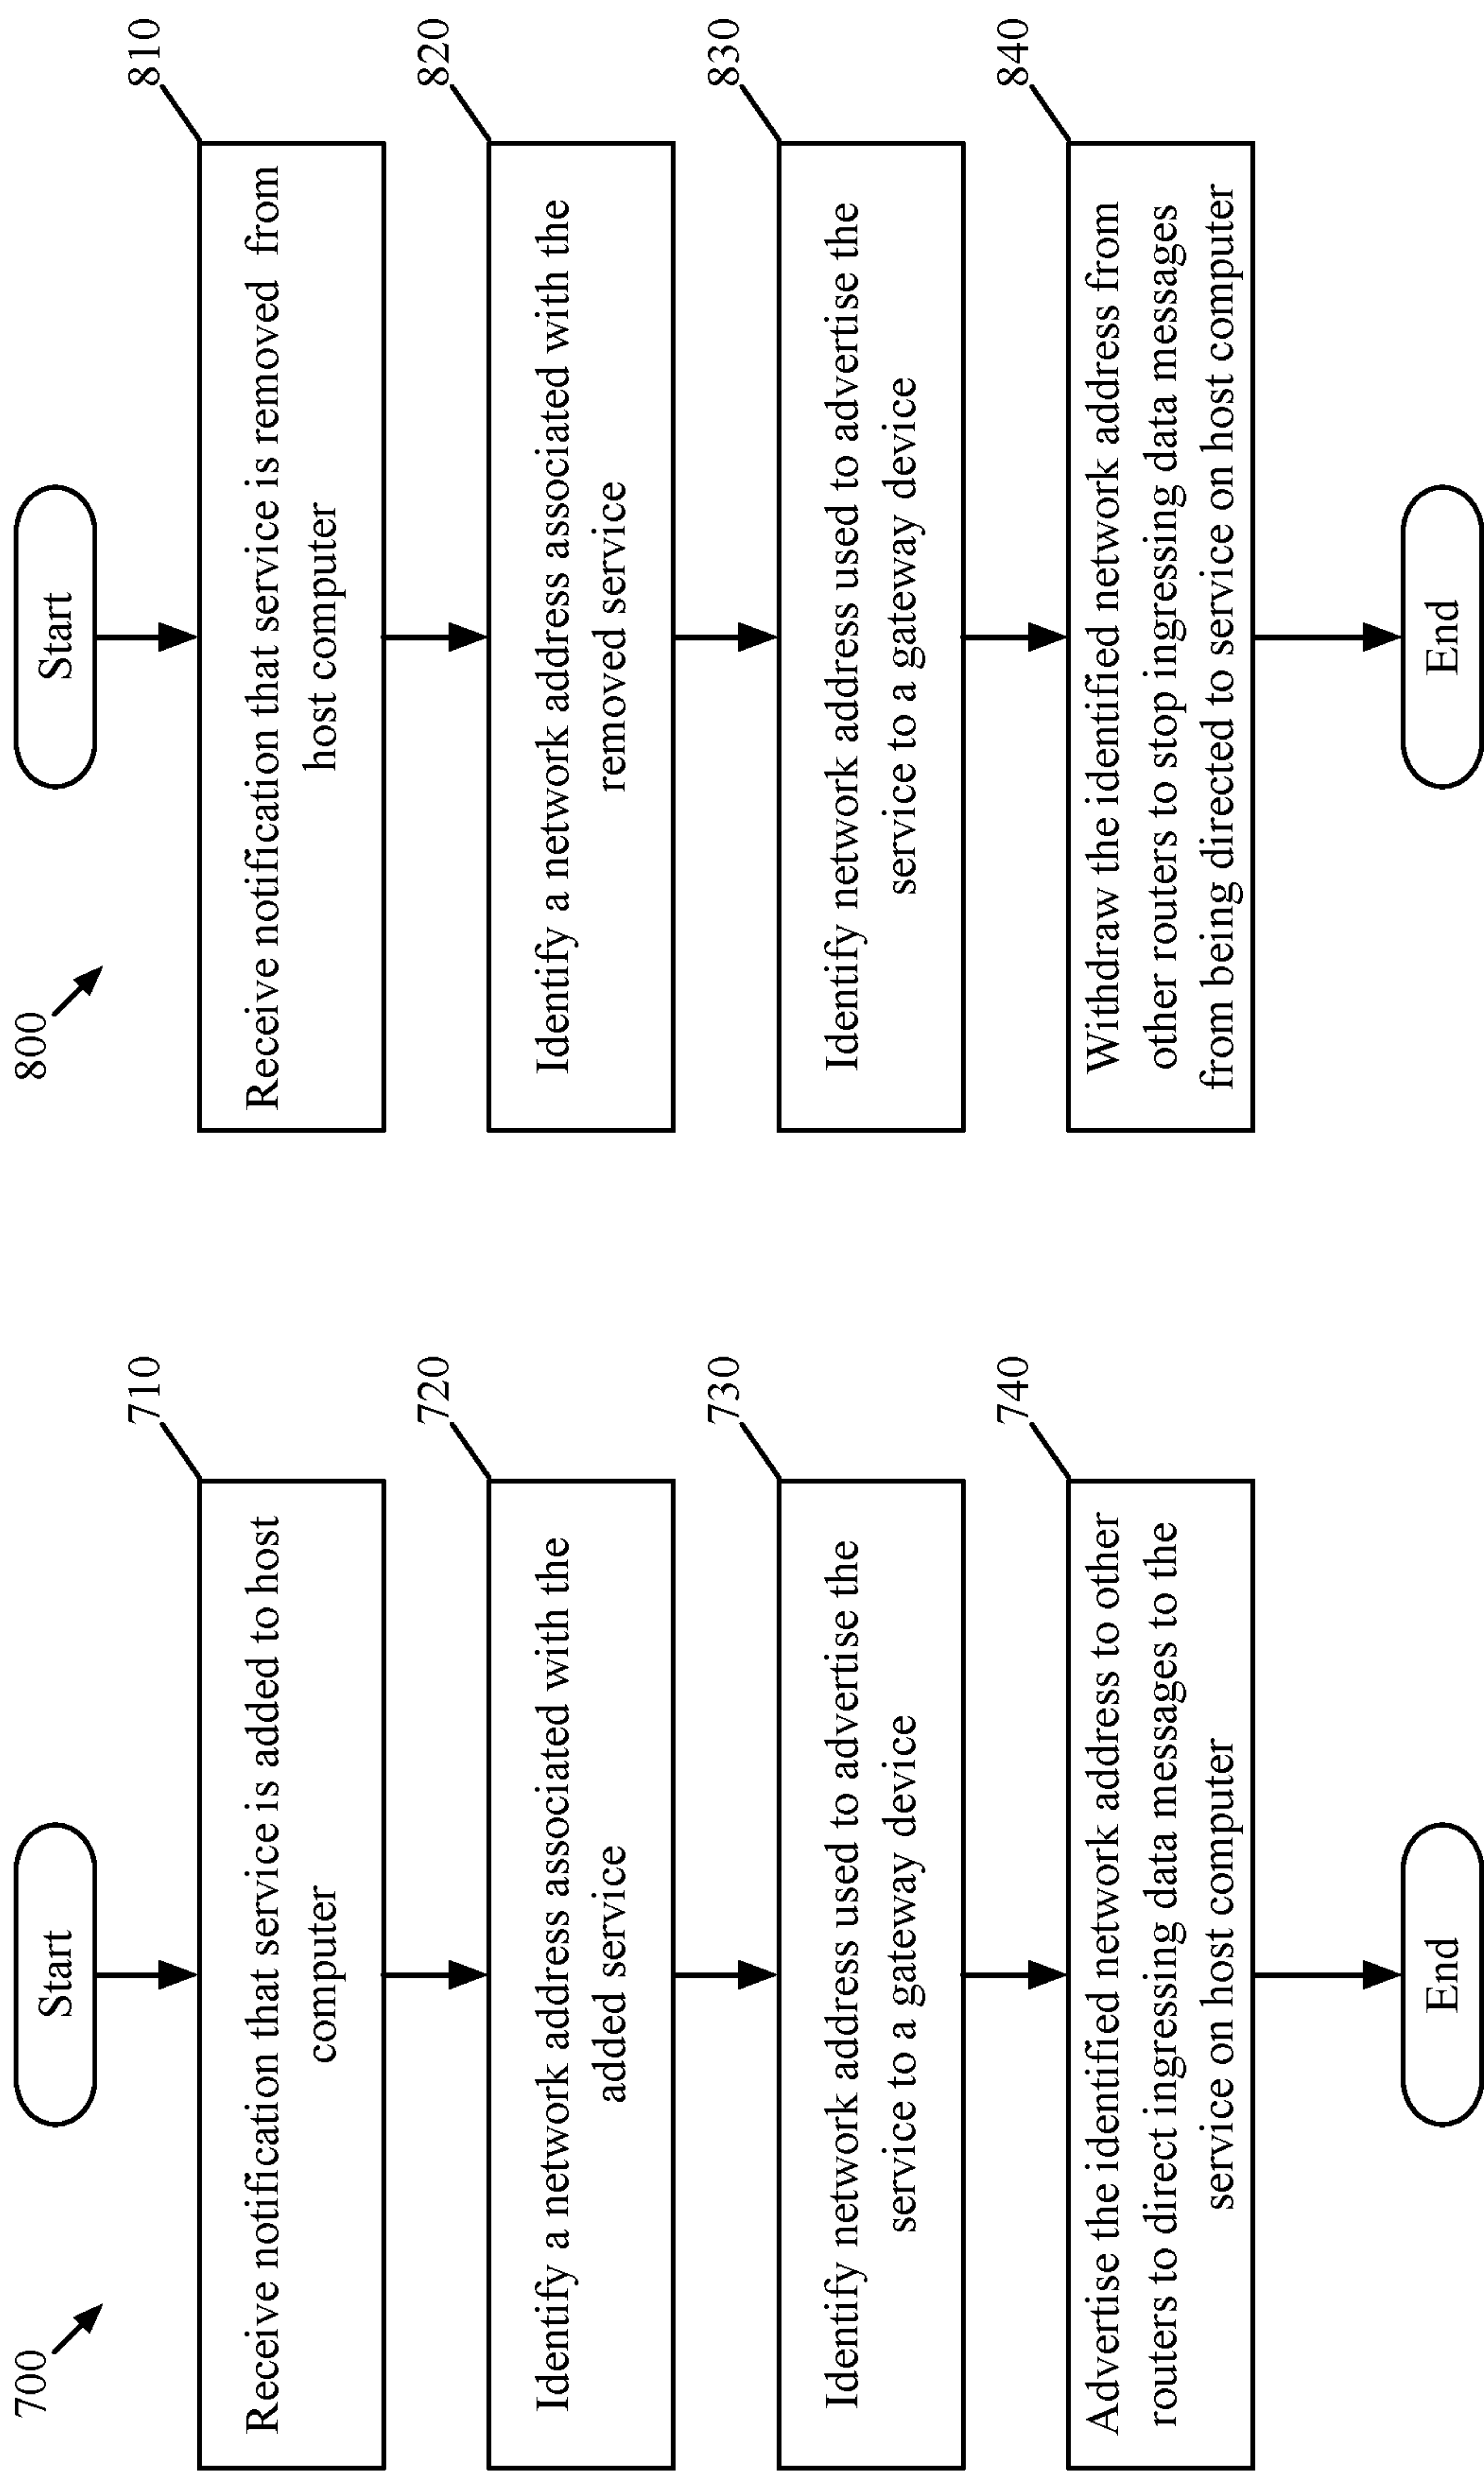 700
Start
710
Receive notification that service is added to host
computer
720
Identify a network address associated with the
added service
730
Identify network address used to advertise the
service to a gateway device
740
Advertise the identified network address to other
routers to direct ingressing data messages to the
service on host computer
End
800
Start
810
Receive notification that service is removed from
host computer
820
Identify a network address associated with the
removed service
830
Identify network address used to advertise the
service to a gateway device
840
Withdraw the identified network address from
other routers to stop ingressing data messages
from being directed to service on host computer
End